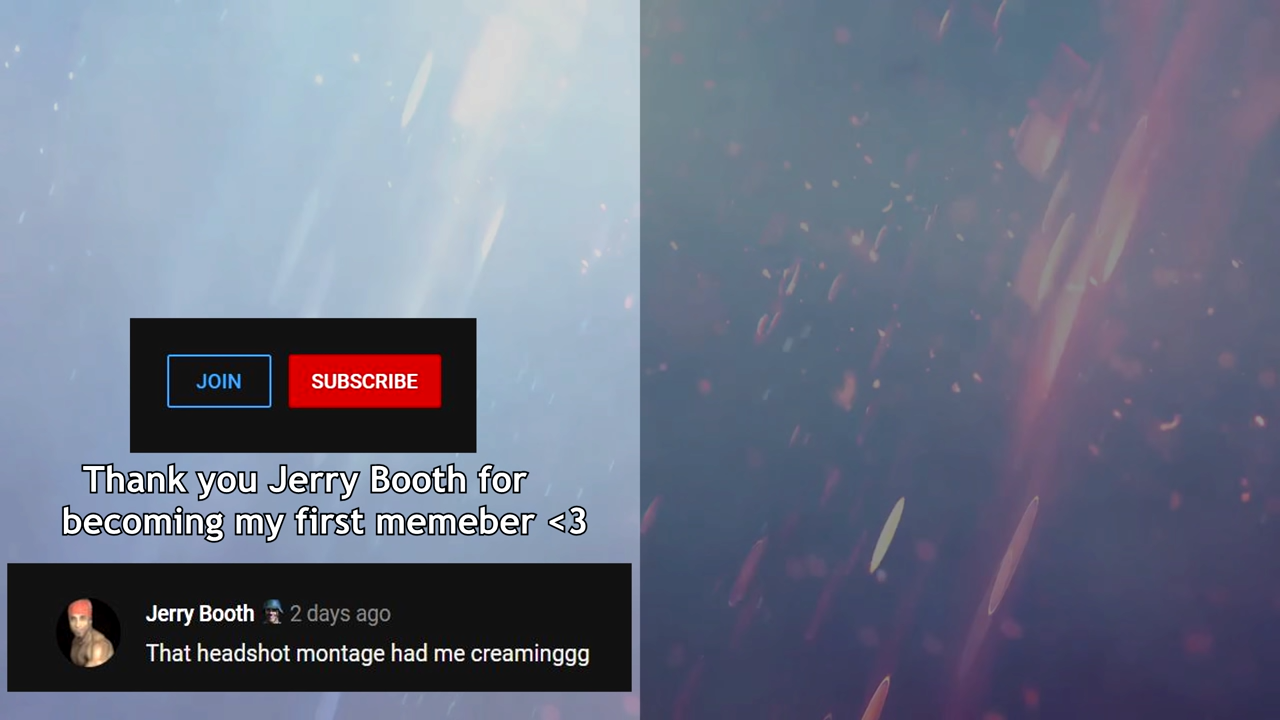 JOIN SUBSCRIBE
Thank you Jerry Booth for
becoming my first memeber <3
Jerry Booth 2 days ago
That headshot montage had me creaminggg